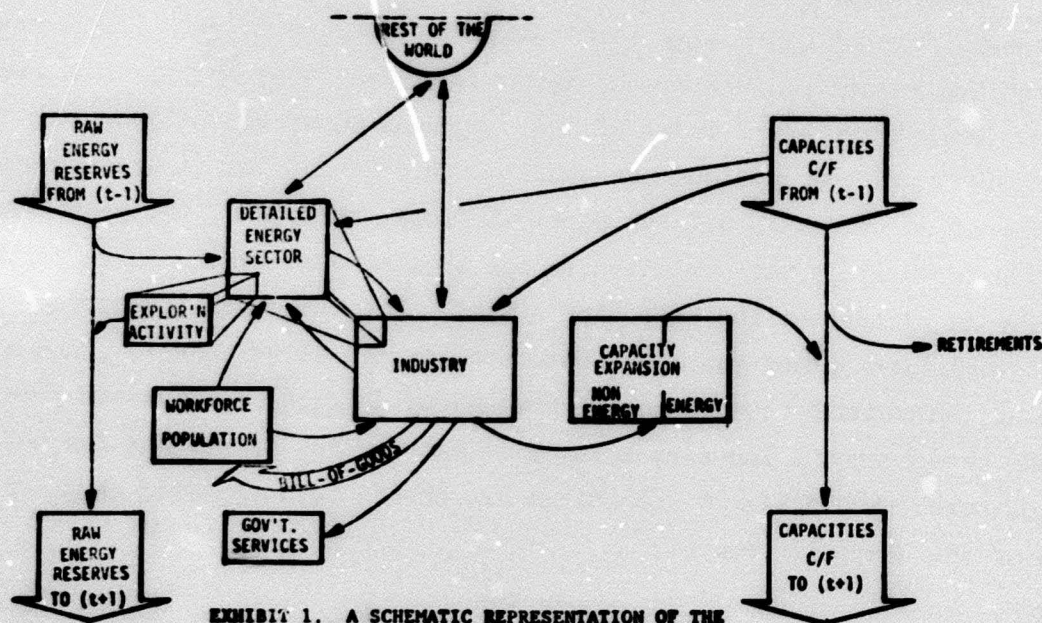 REST OF THE
WORLD
RAW
ENERGY
RESERVES
FROM (t-1)
CAPACITIES
C/F
FROM (t-1)
DETAILED
ENERGY
SECTOR
EXPLOR'N
ACTIVITY
INDUSTRY
CAPACITY
EXPANSION
NON
ENERGY
ENERGY
RETIREMENTS
WORKFORCE
POPULATION
BILL-OF-GOODS
GOV'T.
SERVICES
RAW
ENERGY
RESERVES
TO (t+1)
CAPACITIES
C/F
TO (t+1)
EXHIBIT 1. A SCHEMATIC REPRESENTATION OF THE